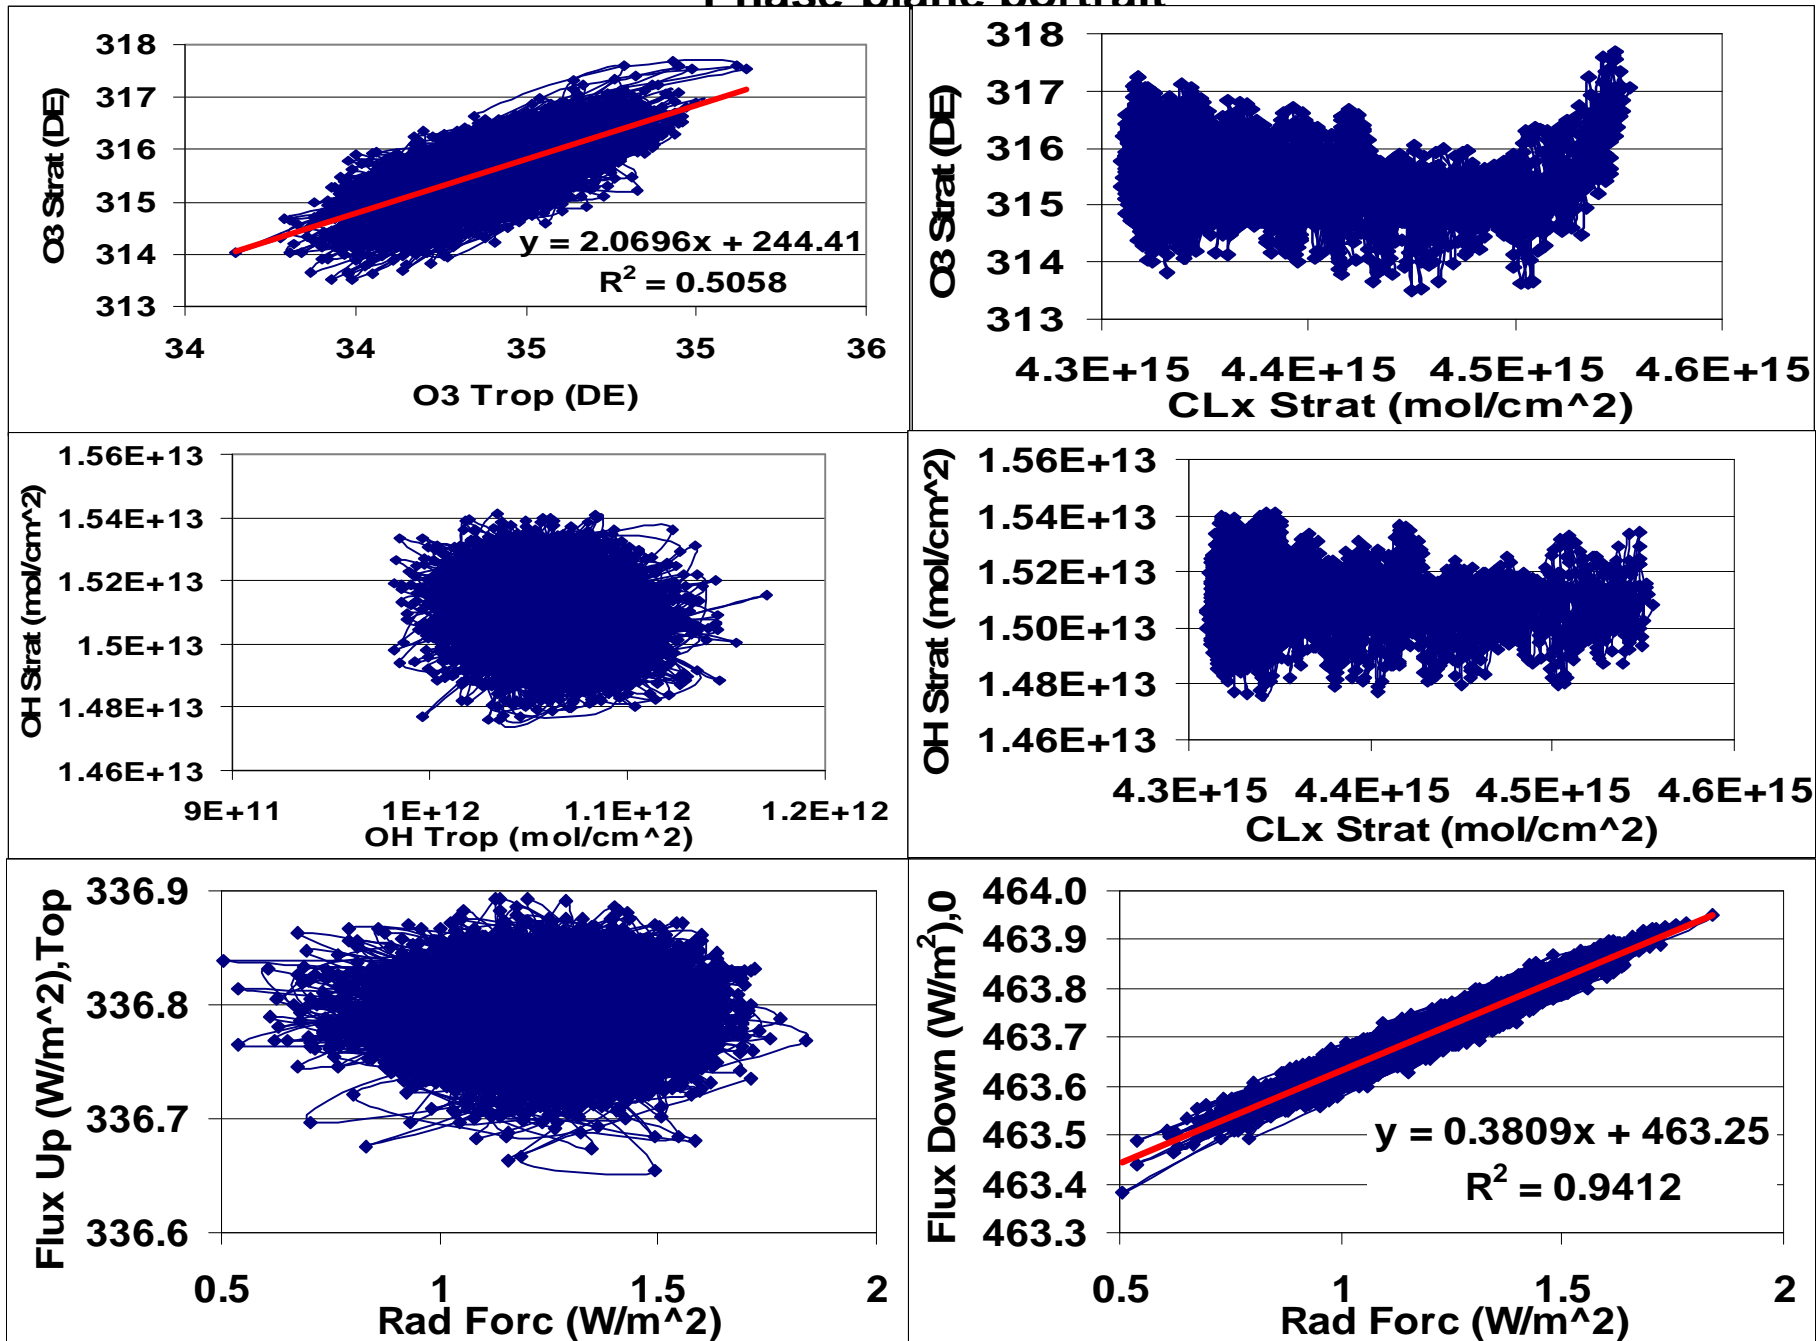 Phase plane portrait
318
317
316
315
314
313
O3 Strat (DE)
y = 2.0696x + 244.41
R² = 0.5058
34 34 35 35 36
O3 Trop (DE)
318
317
316
315
314
313
O3 Strat (DE)
4.3E+15 4.4E+15 4.5E+15 4.6E+15
CLx Strat (mol/cm^2)
1.56E+13
1.54E+13
1.52E+13
1.5E+13
1.48E+13
1.46E+13
OH Strat (mol/cm^2)
9E+11 1E+12 1.1E+12 1.2E+12
OH Trop (mol/cm^2)
1.56E+13
1.54E+13
1.52E+13
1.50E+13
1.48E+13
1.46E+13
OH Strat (mol/cm^2)
4.3E+15 4.4E+15 4.5E+15 4.6E+15
CLx Strat (mol/cm^2)
336.9
336.8
336.7
336.6
Flux Up (W/m^2),Top
0.5 1 1.5 2
Rad Forc (W/m^2)
464.0
463.9
463.8
463.7
463.6
463.5
463.4
463.3
Flux Down (W/m²),0
y = 0.3809x + 463.25
R² = 0.9412
0.5 1 1.5 2
Rad Forc (W/m^2)